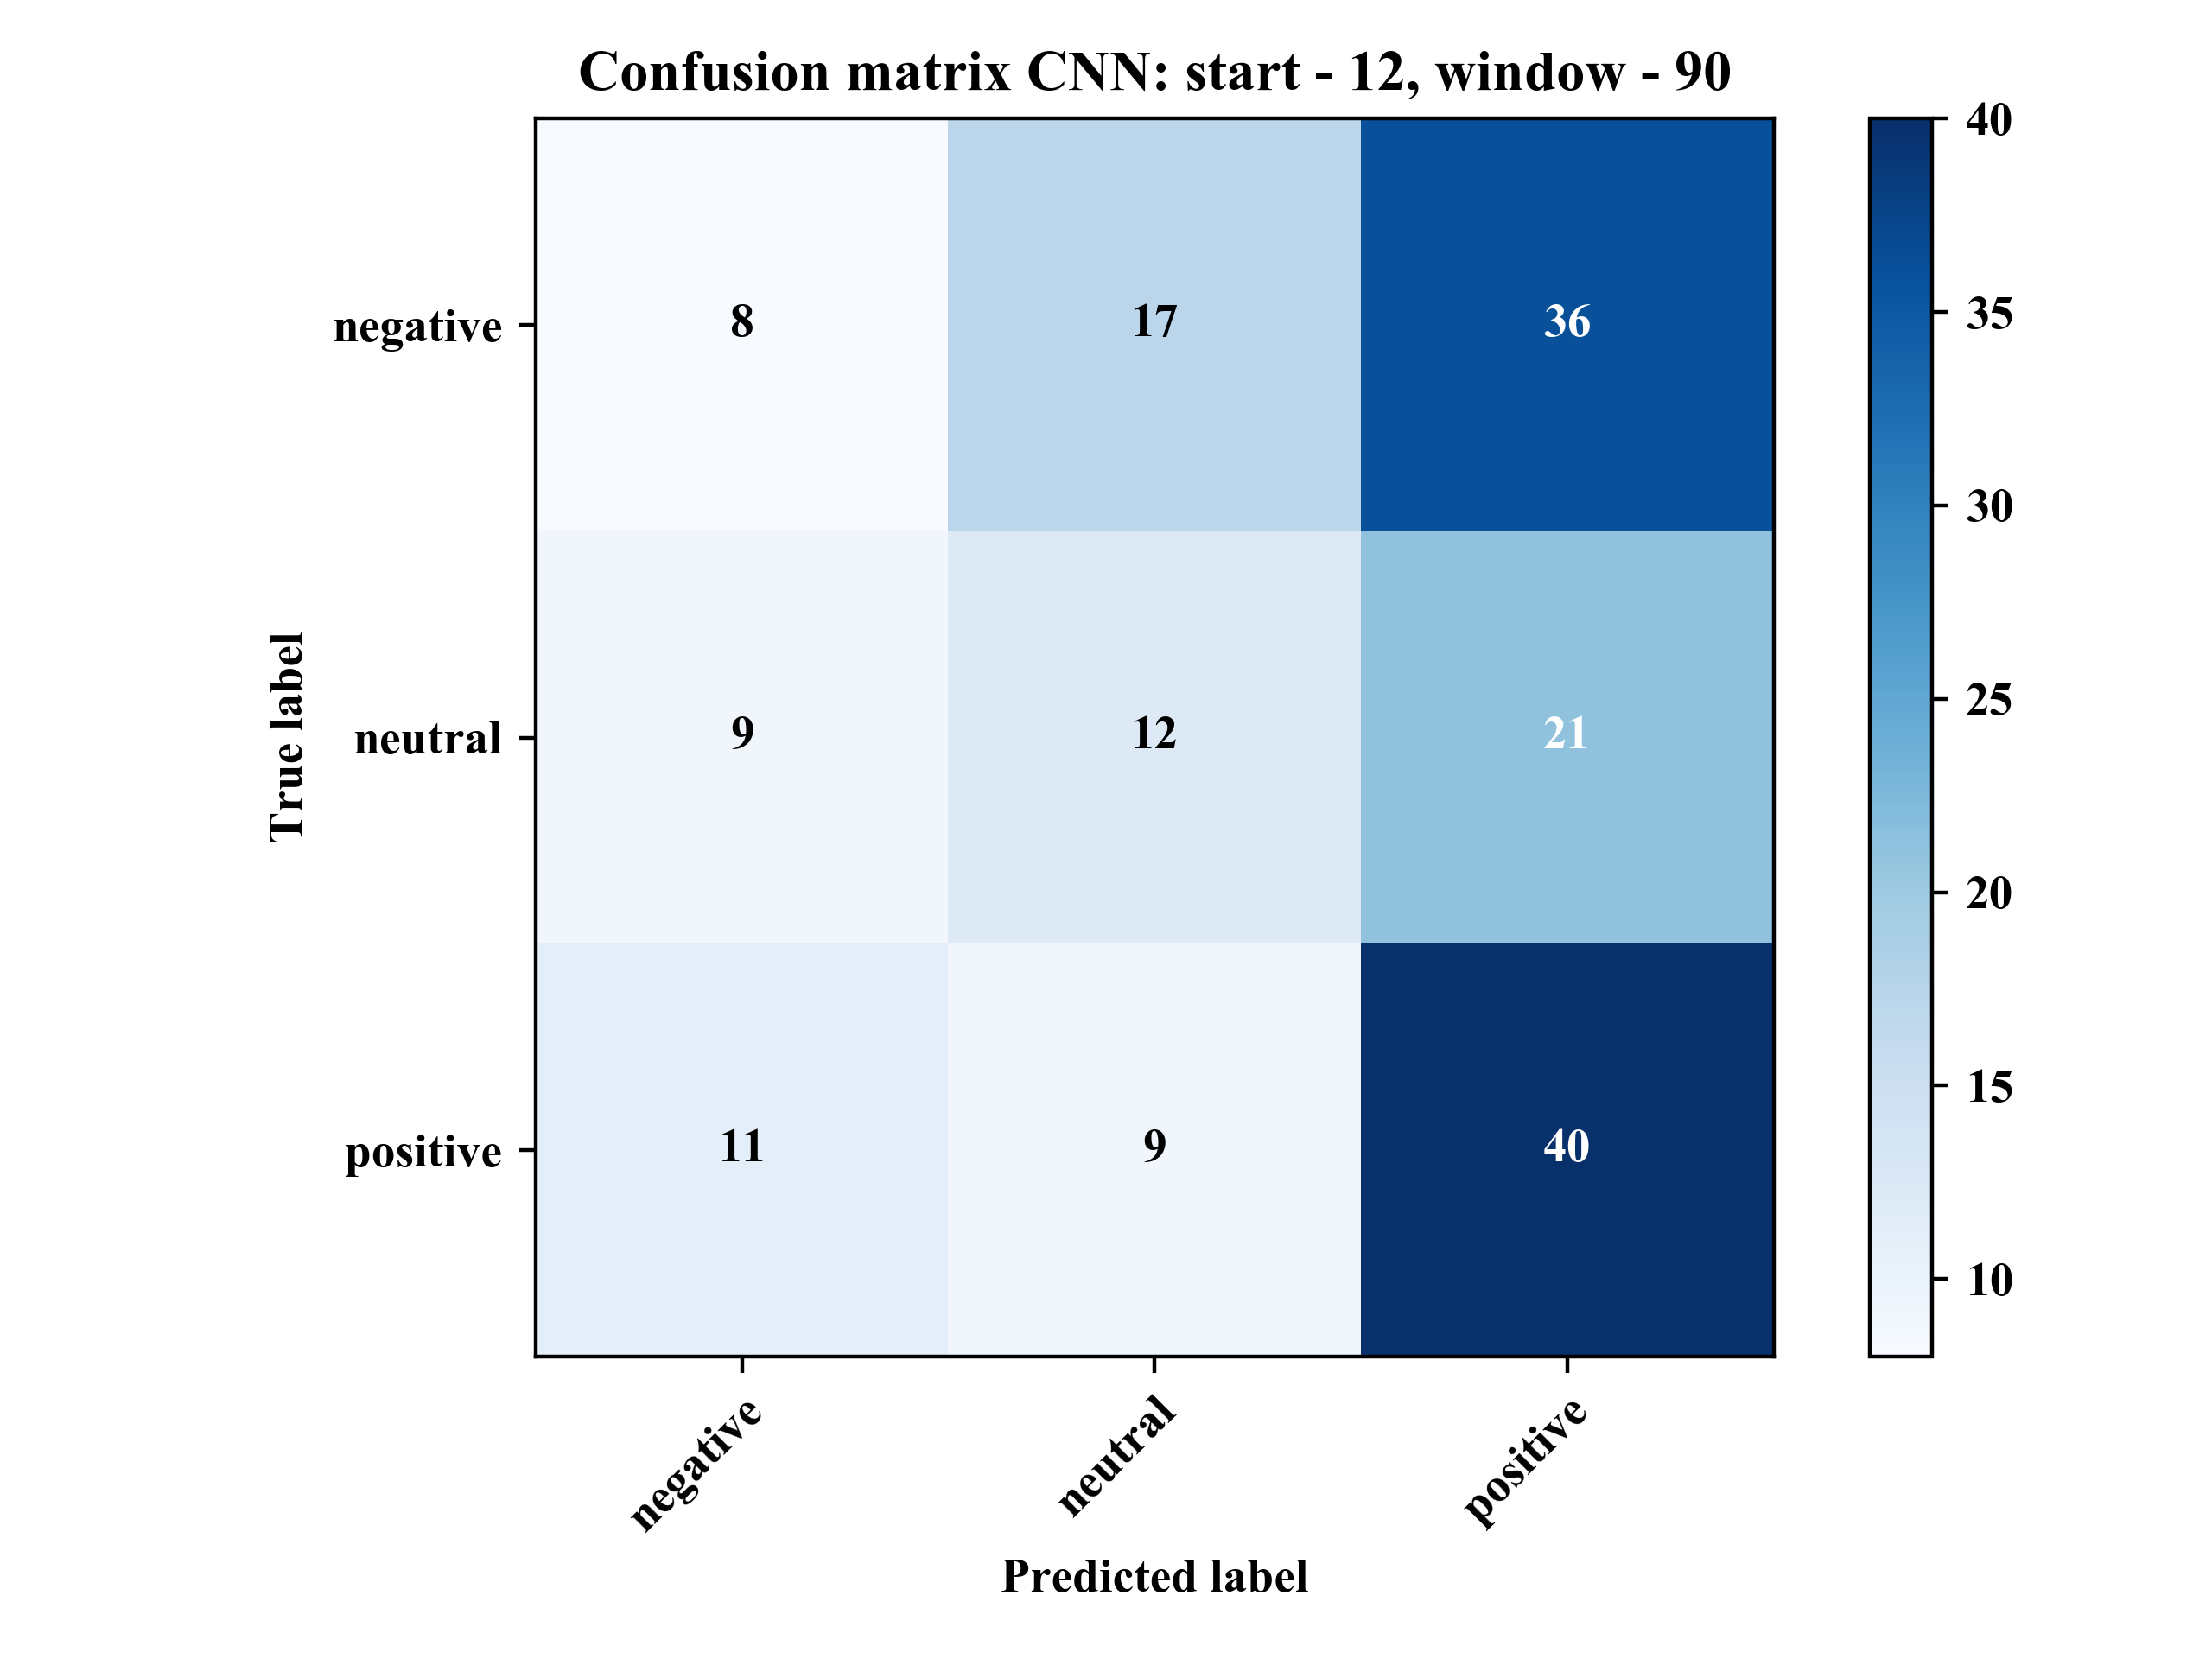 Confusion matrix CNN: start - 12, window - 90
True label
negative
neutral
positive
8 17 36
9 12 21
11 9 40
negative neutral positive
Predicted label
40
35
30
25
20
15
10